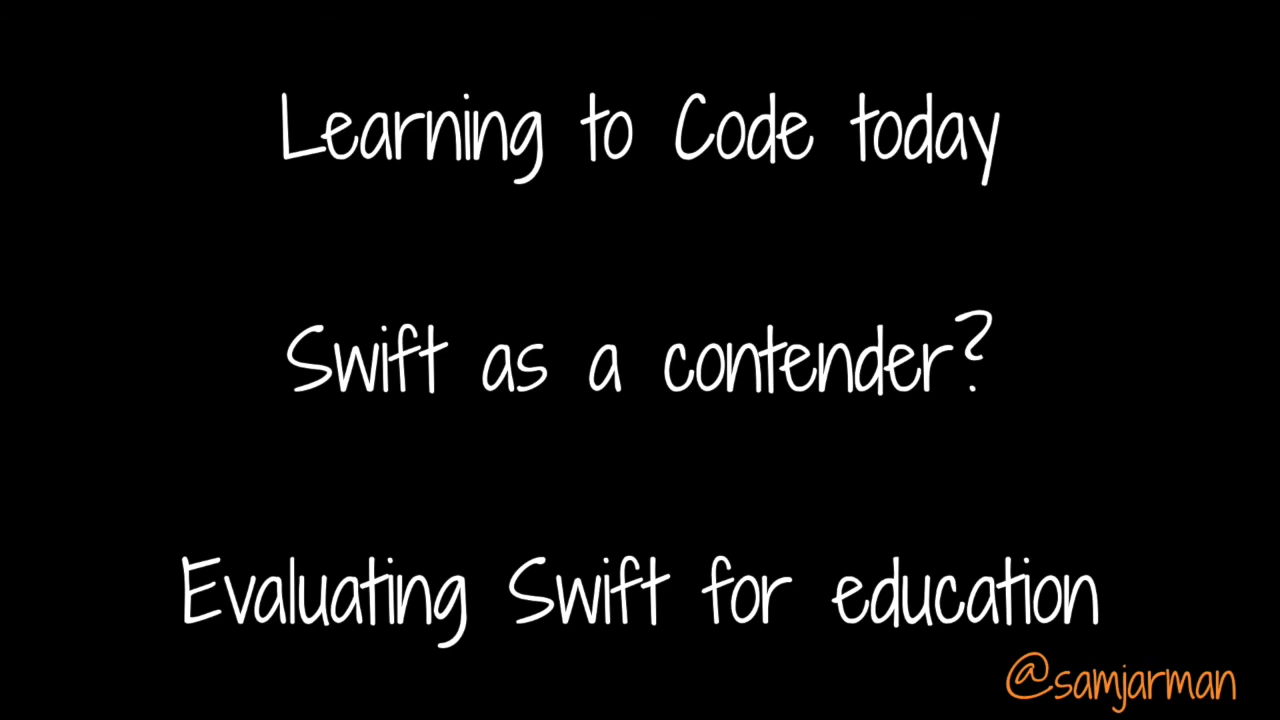 Learning to Code today
Swift as a contender?
Evaluating Swift for education
@samjarman